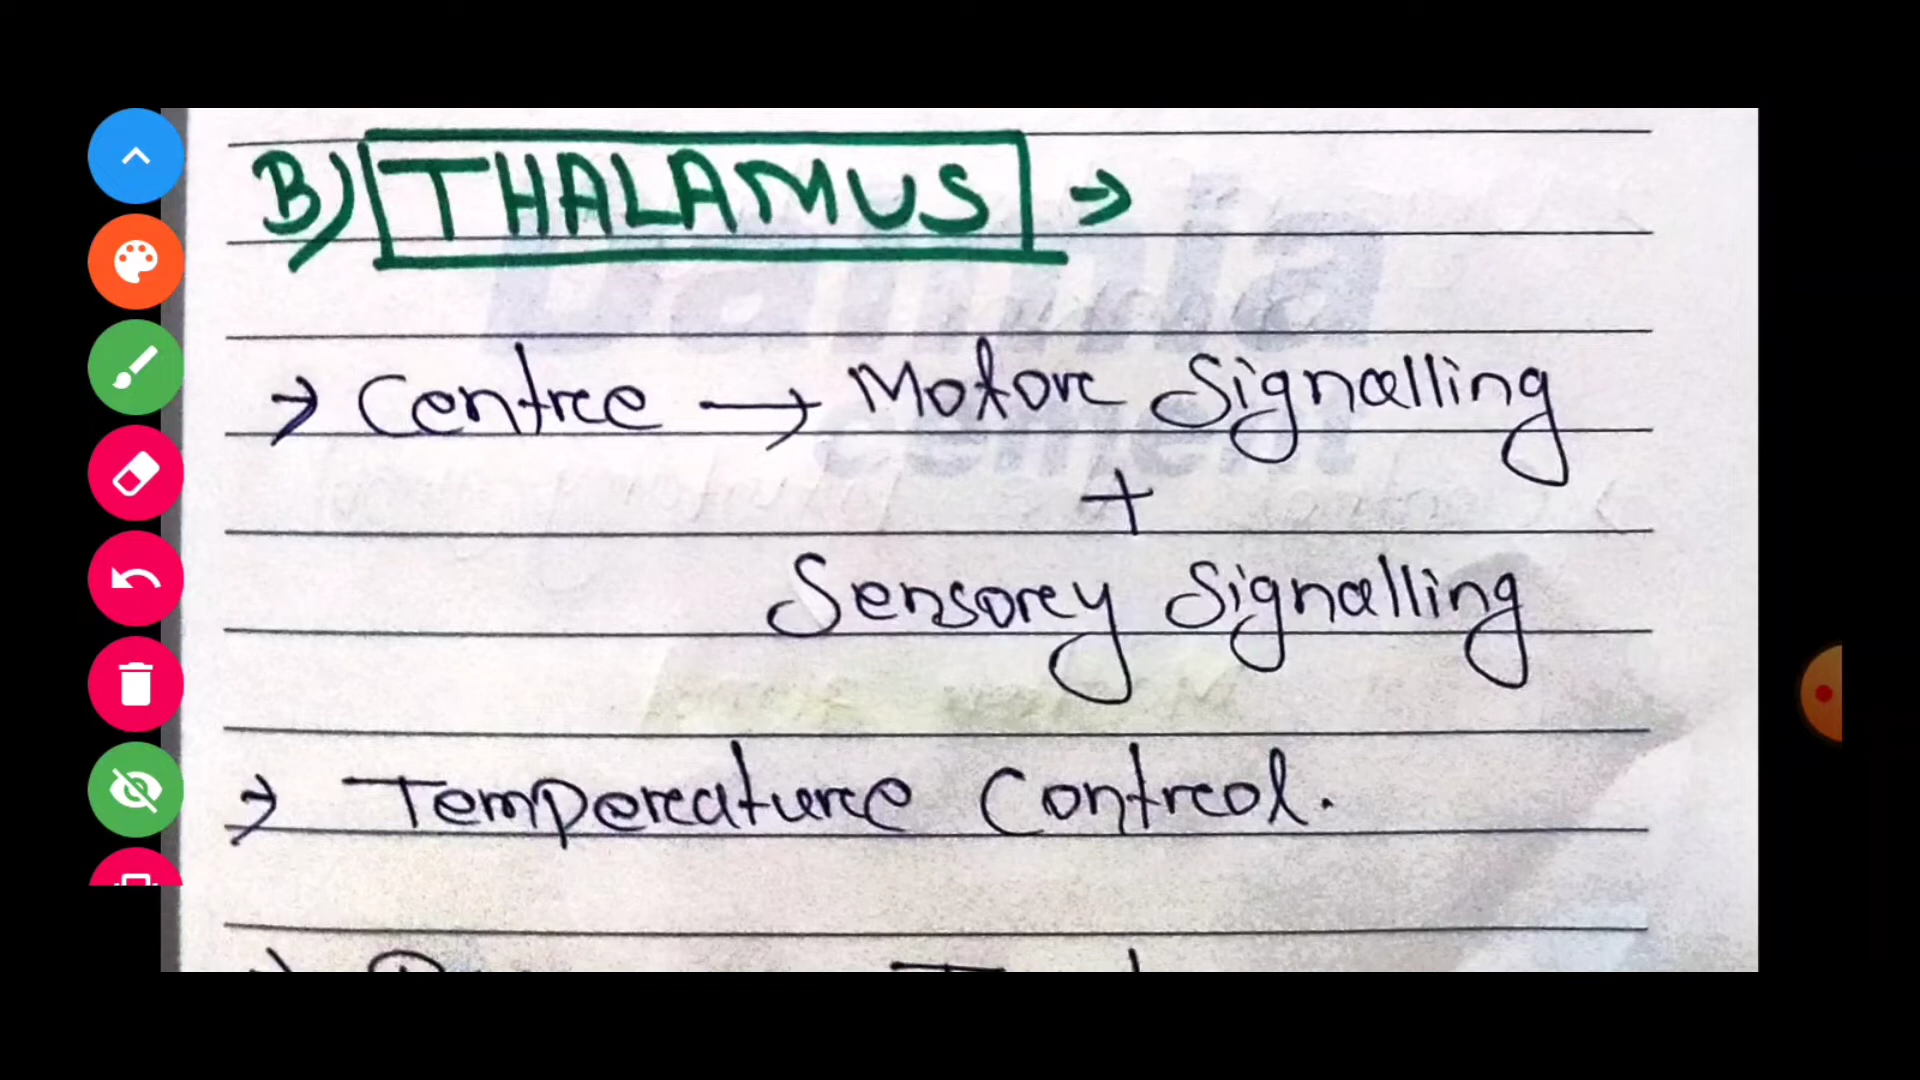 B) THALAMUS →
→ Centre → Motor Signalling
+
Sensory Signalling
→ Temperature Control.